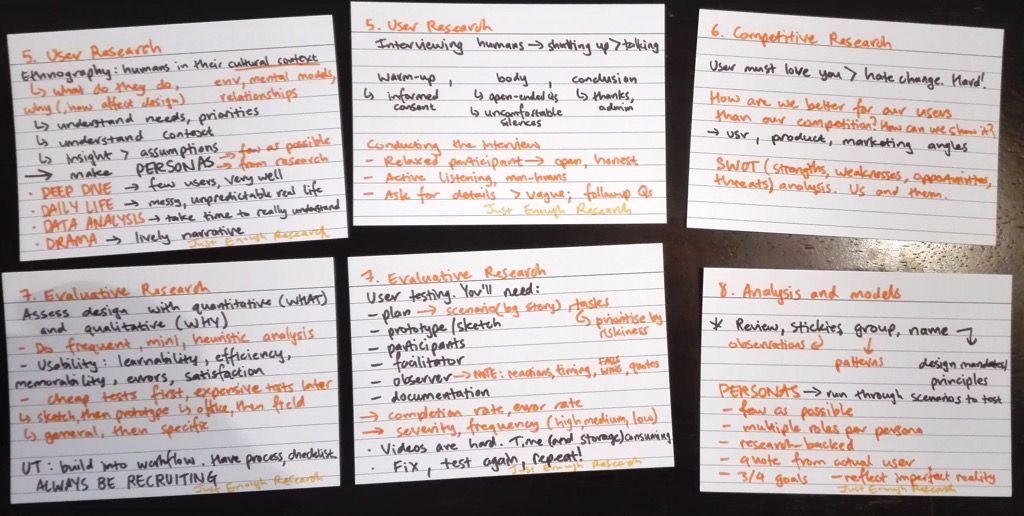 5. User Research
Ethnography: humans in their cultural context
↳ what do they do, env, mental models,
why (, how affect design) relationships
↳ understand needs, priorities
↳ understand context
↳ insight > assumptions
→ make PERSONAS → few as possible
→ from research
· DEEP DIVE → few users, very well
· DAILY LIFE → messy, unpredictable real life
· DATA ANALYSIS → take time to really understand
· DRAMA → lively narrative
Just Enough Research
5. User Research
Interviewing humans → shutting up > talking
warm-up, body, conclusion
↳ informed consent
↳ open-ended Qs
↳ uncomfortable silences
↳ thanks, admin
Conducting the Interview
- Relaxed participant → open, honest
- Active listening, mm-hmms
- Ask for details > vague; followup Qs
Just Enough Research
6. Competitive Research
User must love you > hate change. Hard!
How are we better for our users
than our competition? How can we show it?
→ usr, product, marketing angles
SWOT (strengths, weaknesses, opportunities,
threats) analysis. Us and them.
7. Evaluative Research
Assess design with quantitative (WHAT)
and qualitative (WHY)
- Do frequent, mini, heuristic analysis
- Usability: learnability, efficiency,
memorability, errors, satisfaction
- cheap tests first, expensive tests later
↳ sketch, then prototype ↳ office, then field
↳ general, then specific
UT: build into workflow. Have process, checklist.
ALWAYS BE RECRUITING
Just Enough Research
7. Evaluative Research
User testing. You'll need:
- plan → scenario (bg story), tasks
↳ prioritise by riskiness
- prototype/sketch
- participants
- facilitator
- observer → NOTE: reactions, timing, FAILS WINS, quotes
- documentation
→ completion rate, error rate
→ severity, frequency (high medium, low)
· Videos are hard. Time (and storage) consuming
· Fix, test again, repeat!
Just Enough Research
8. Analysis and models
* Review, stickies group, name
observations
patterns
design mandates/
principles
PERSONAS → run through scenarios to test
- few as possible
- multiple roles per persona
- research-backed
- quote from actual user
- 3/4 goals - reflect imperfect reality
Just Enough Research